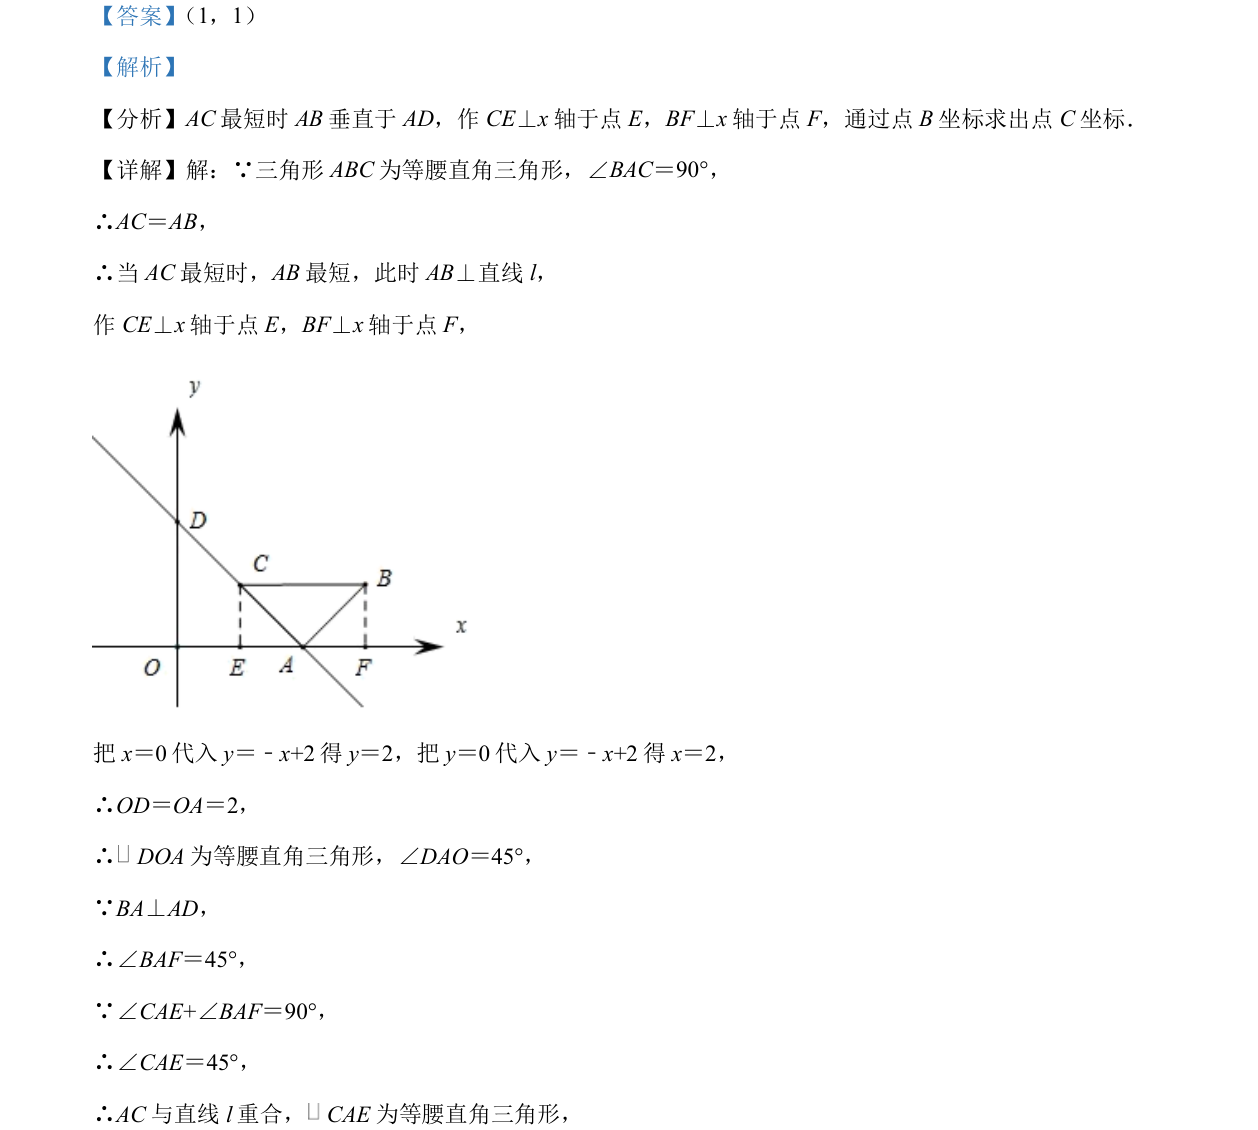 【答案】（1，1）
【解析】
【分析】AC最短时AB垂直于AD，作CE⊥x轴于点E，BF⊥x轴于点F，通过点B坐标求出点C坐标．
【详解】解：∵三角形ABC为等腰直角三角形，∠BAC＝90°，
∴AC＝AB，
∴当AC最短时，AB最短，此时AB⊥直线l，
作CE⊥x轴于点E，BF⊥x轴于点F，
y
D
C
B
x
O E A F
把x＝0代入y＝﹣x+2得y＝2，把y＝0代入y＝﹣x+2得x＝2，
∴OD＝OA＝2，
∴⊔DOA为等腰直角三角形，∠DAO＝45°，
∵BA⊥AD，
∴∠BAF＝45°，
∵∠CAE+∠BAF＝90°，
∴∠CAE＝45°，
∴AC与直线l重合，⊔CAE为等腰直角三角形，